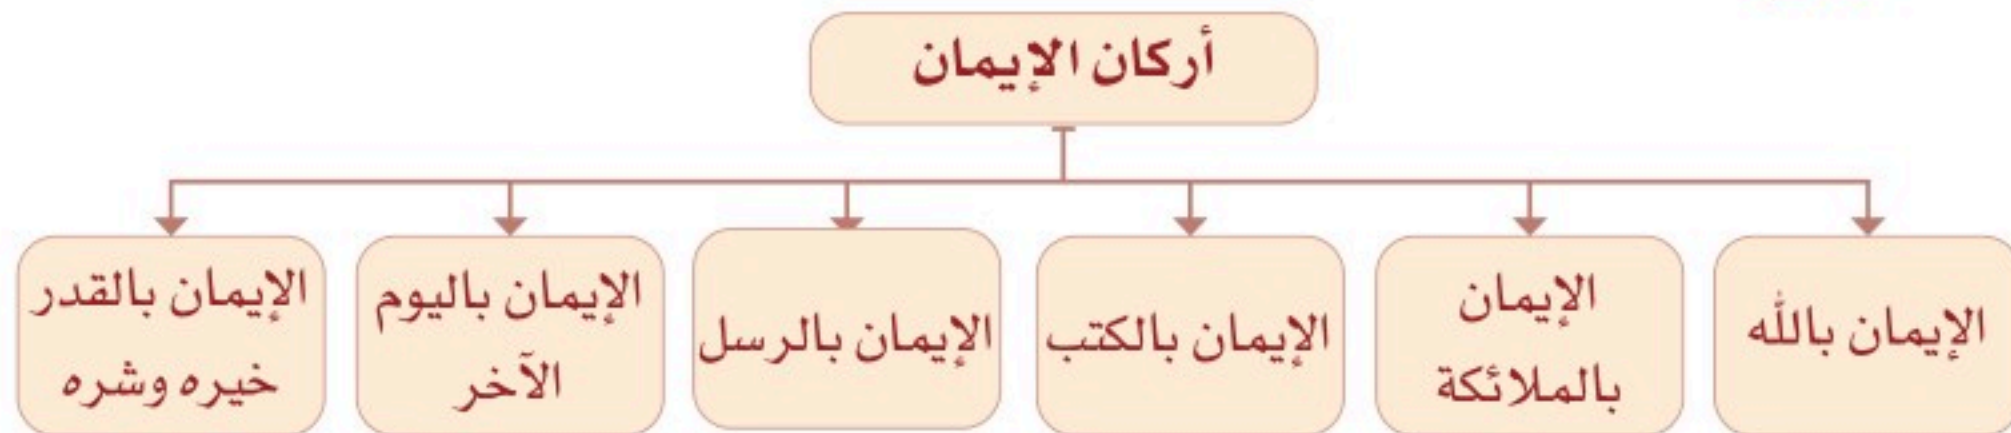 أركان الإيمان
الإيمان بالله
الإيمان
بالملائكة
الإيمان بالكتب
الإيمان بالرسل
الإيمان باليوم
الآخر
الإيمان بالقدر
خيره وشره